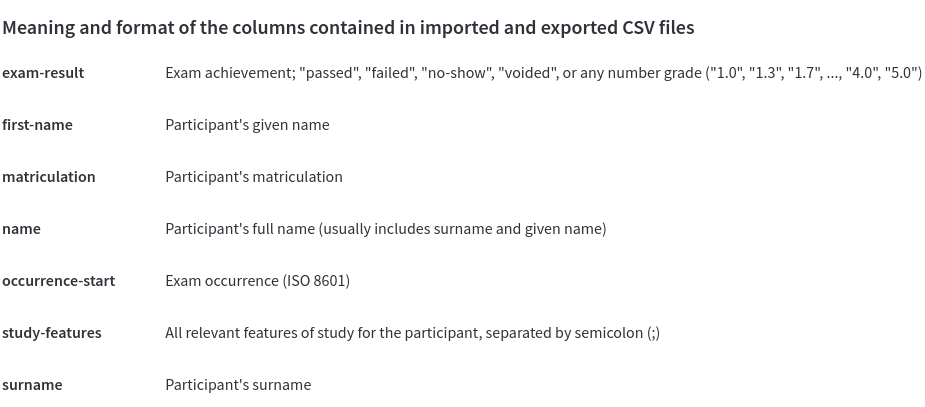 Meaning and format of the columns contained in imported and exported CSV files
exam-result Exam achievement; "passed", "failed", "no-show", "voided", or any number grade ("1.0", "1.3", "1.7", ..., "4.0", "5.0")
first-name Participant's given name
matriculation Participant's matriculation
name Participant's full name (usually includes surname and given name)
occurrence-start Exam occurrence (ISO 8601)
study-features All relevant features of study for the participant, separated by semicolon (;)
surname Participant's surname